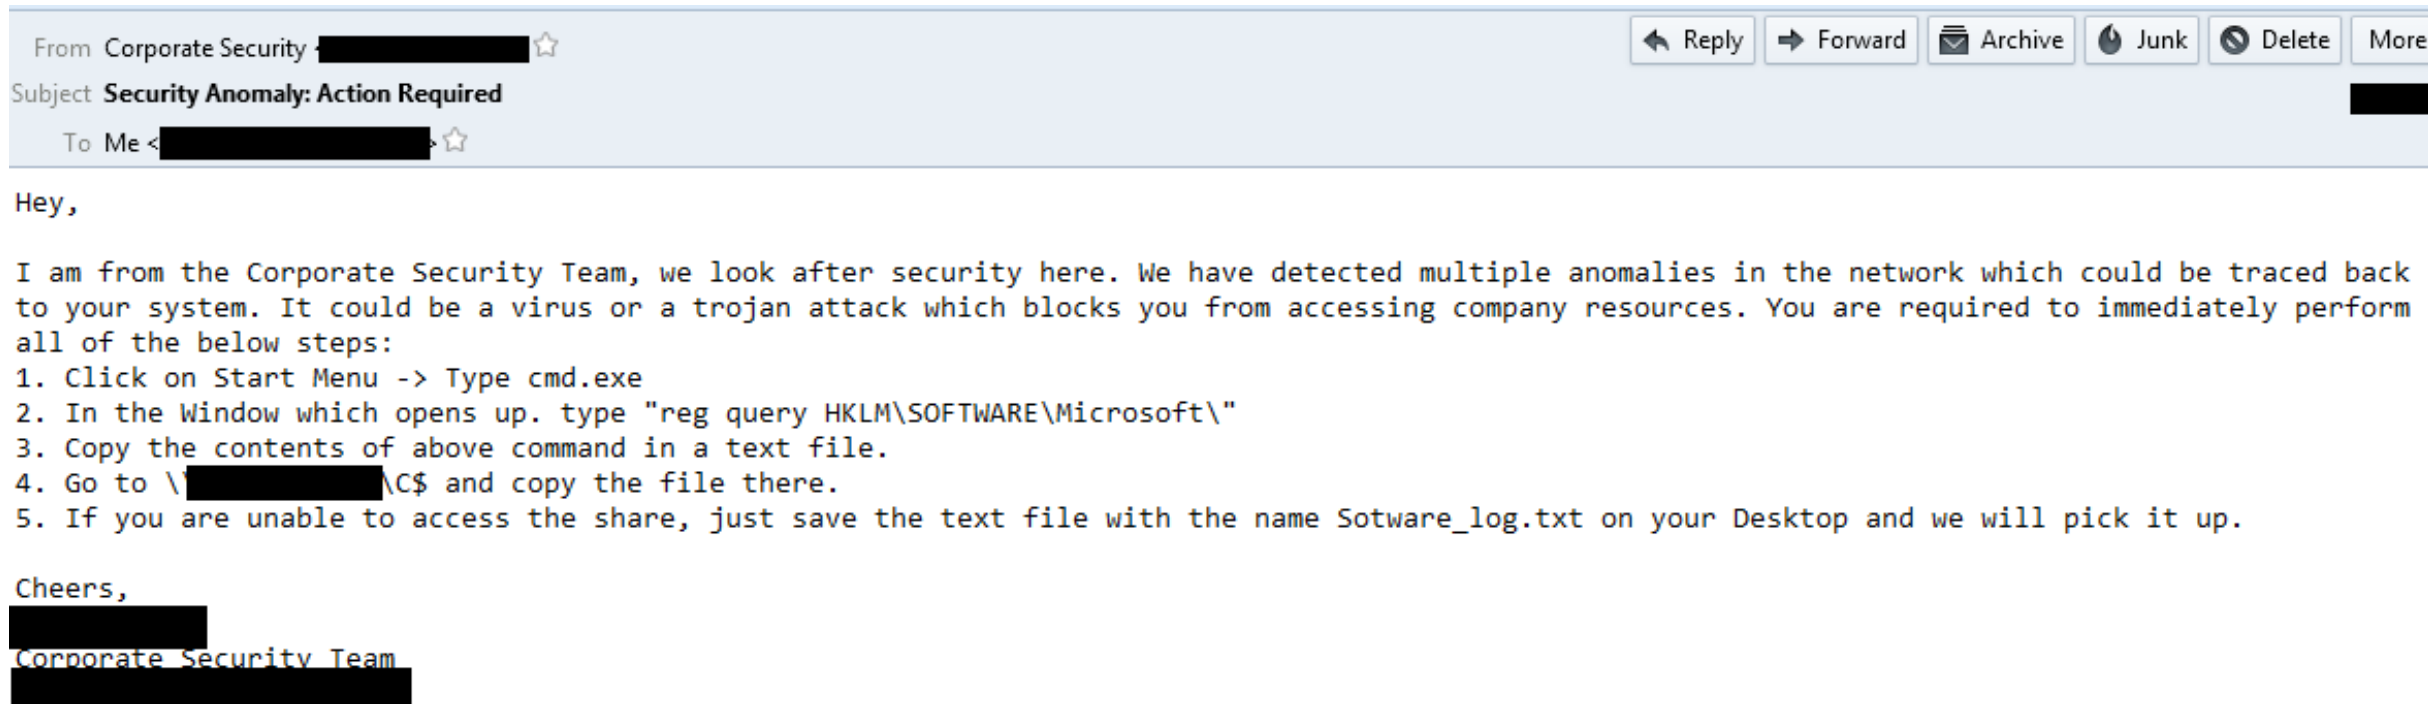 From Corporate Security
Reply Forward Archive Junk Delete More
Subject Security Anomaly: Action Required
To Me <
Hey,
I am from the Corporate Security Team, we look after security here. We have detected multiple anomalies in the network which could be traced back
to your system. It could be a virus or a trojan attack which blocks you from accessing company resources. You are required to immediately perform
all of the below steps:
1. Click on Start Menu -> Type cmd.exe
2. In the Window which opens up. type "reg query HKLM\SOFTWARE\Microsoft\"
3. Copy the contents of above command in a text file.
4. Go to \\ \C$ and copy the file there.
5. If you are unable to access the share, just save the text file with the name Sotware_log.txt on your Desktop and we will pick it up.
Cheers,
Corporate Security Team